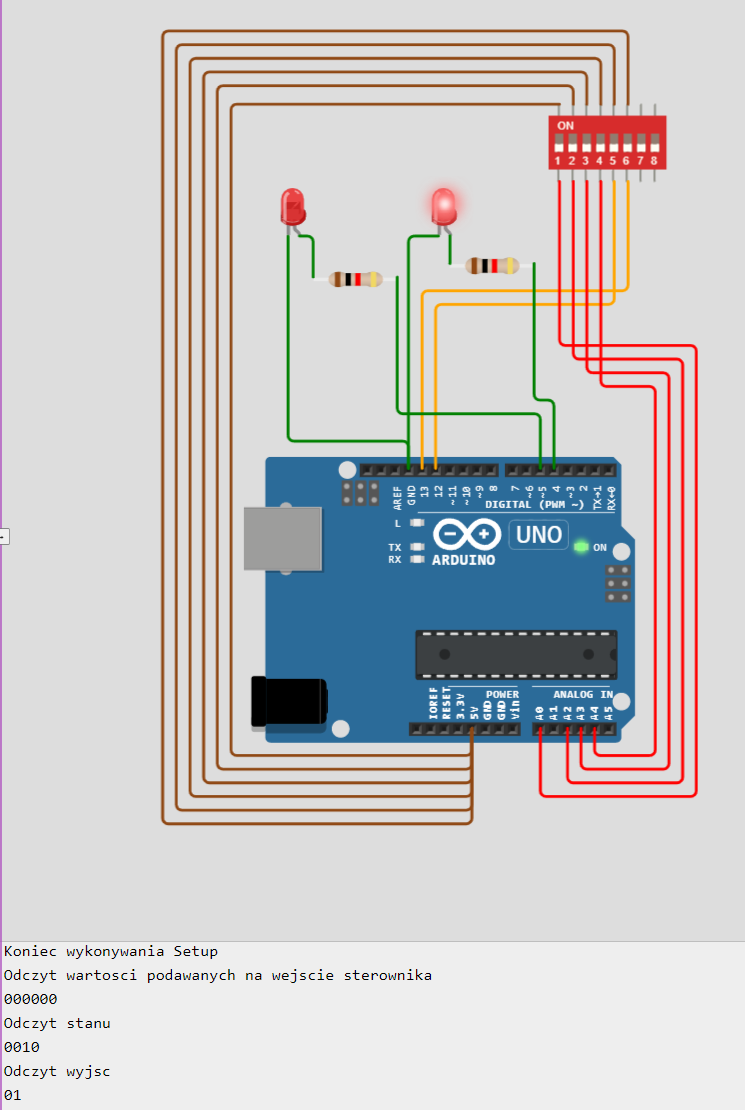 ON
1 2 3 4 5 6 7 8
AREF
GND
13
12
~11
~10
~9
8
7
~6
~5
4
~3
2
TX→1
RX←0
DIGITAL (PWM ~)
L
TX
RX
UNO
ON
ARDUINO
IOREF
RESET
3.3V
5V
GND
GND
Vin
POWER
ANALOG IN
A0
A1
A2
A3
A4
A5
Koniec wykonywania Setup
Odczyt wartosci podawanych na wejscie sterownika
000000
Odczyt stanu
0010
Odczyt wyjsc
01